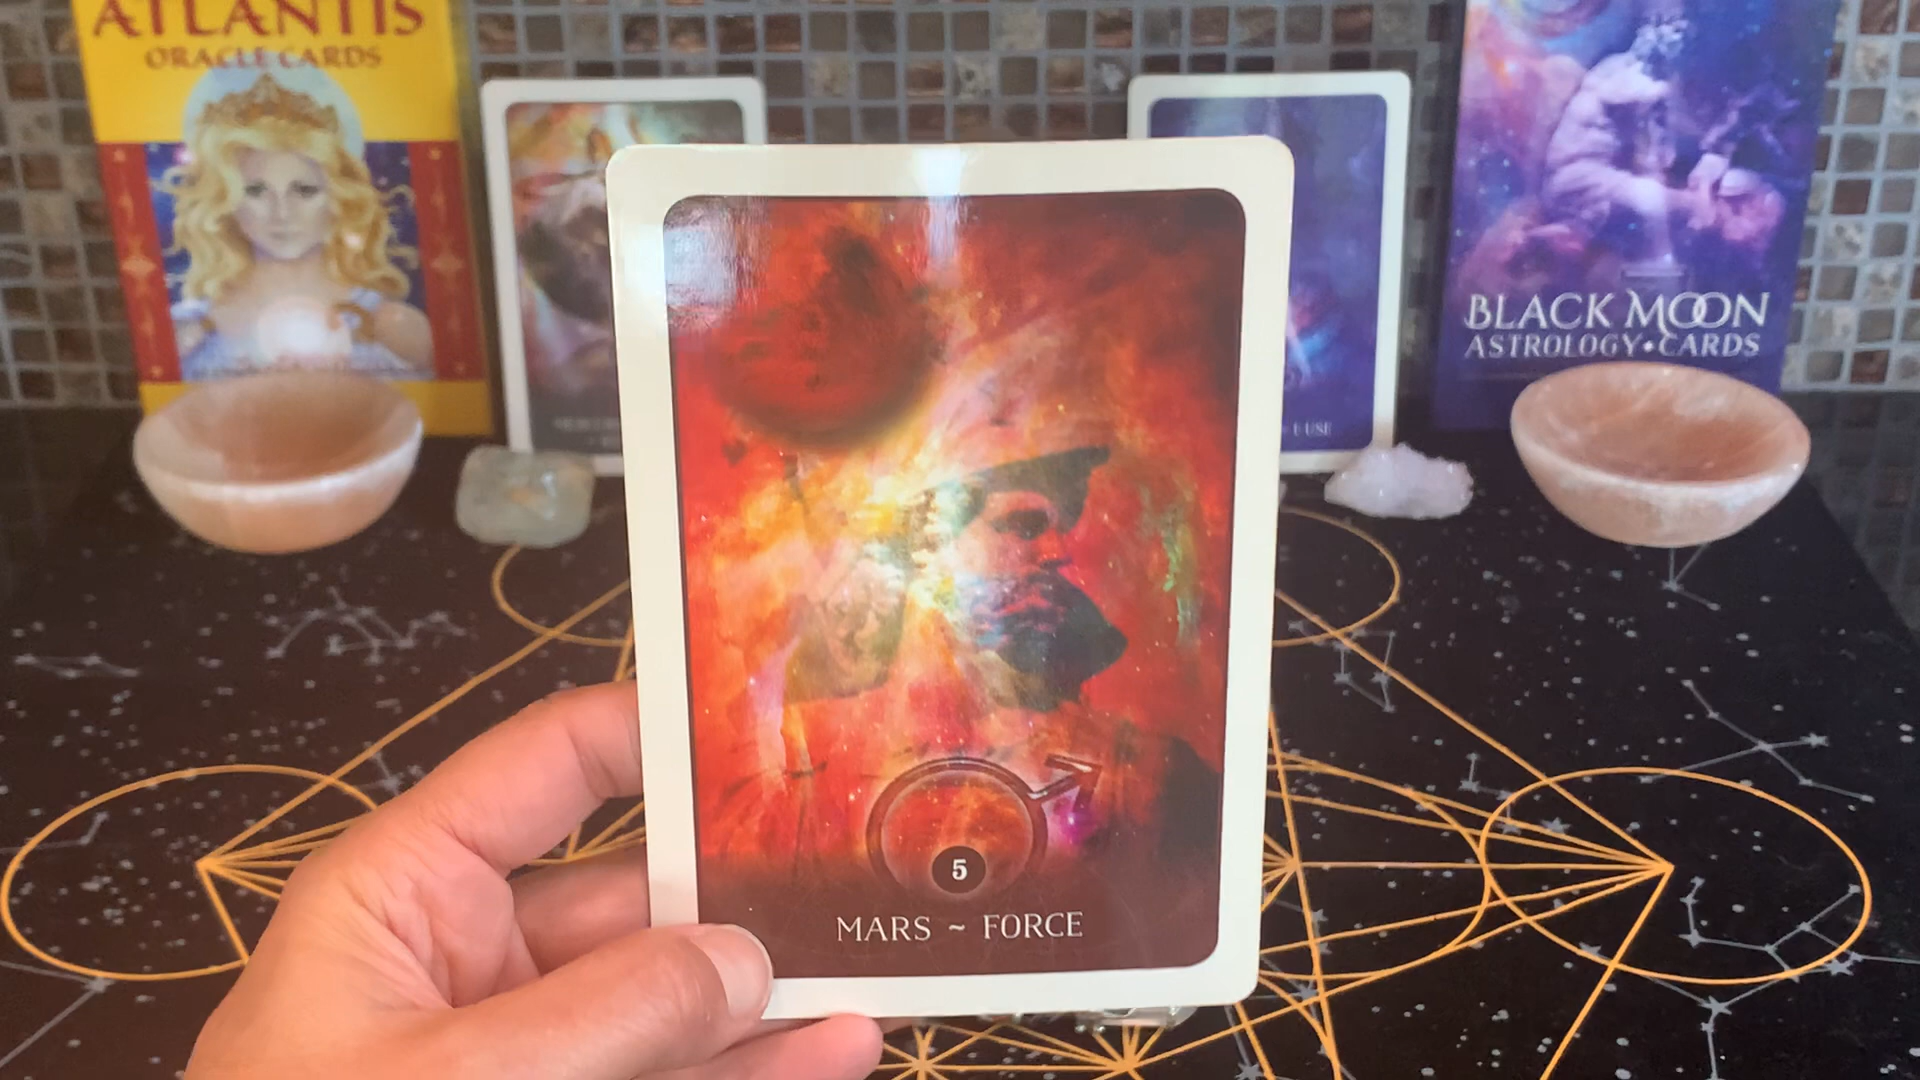 ATLANTIS
ORACLE CARDS
BLACK MOON
ASTROLOGY • CARDS
5
MARS ~ FORCE